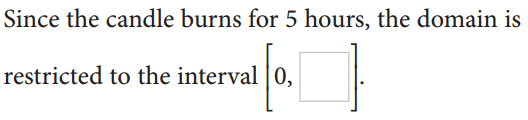 Since the candle burns for 5 hours, the domain is
restricted to the interval [0, ].